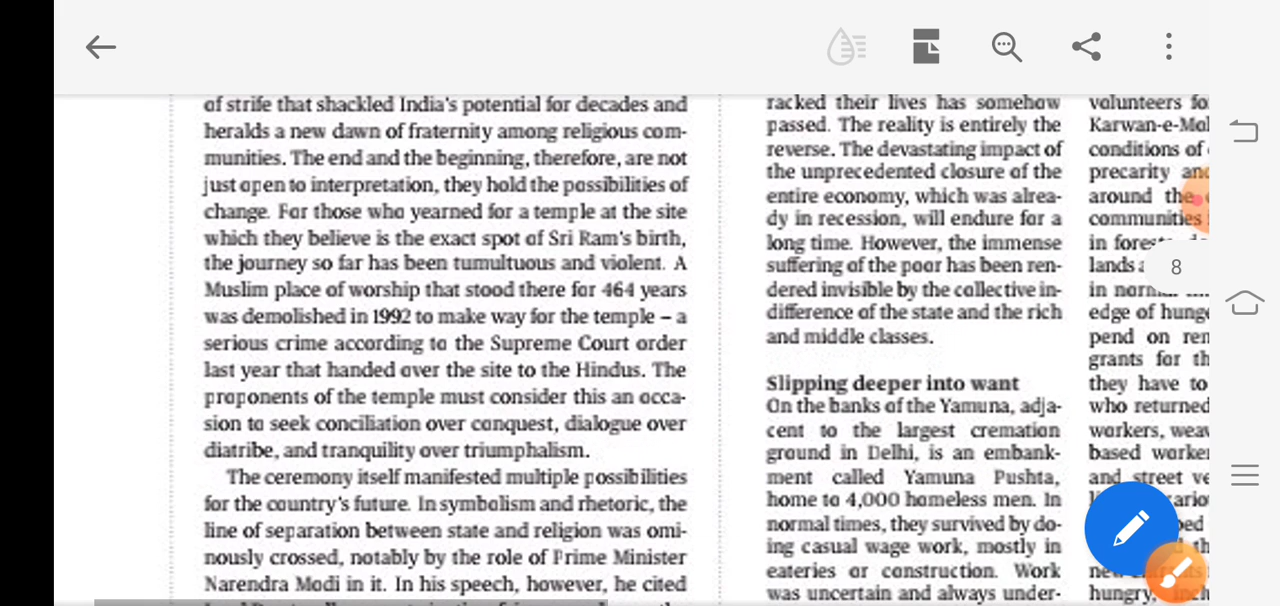 of strife that shackled India's potential for decades and
heralds a new dawn of fraternity among religious com-
munities. The end and the beginning, therefore, are not
just open to interpretation, they hold the possibilities of
change. For those who yearned for a temple at the site
which they believe is the exact spot of Sri Ram's birth,
the journey so far has been tumultuous and violent. A
Muslim place of worship that stood there for 464 years
was demolished in 1992 to make way for the temple – a
serious crime according to the Supreme Court order
last year that handed over the site to the Hindus. The
proponents of the temple must consider this an occa-
sion to seek conciliation over conquest, dialogue over
diatribe, and tranquility over triumphalism.
The ceremony itself manifested multiple possibilities
for the country's future. In symbolism and rhetoric, the
line of separation between state and religion was omi-
nously crossed, notably by the role of Prime Minister
Narendra Modi in it. In his speech, however, he cited
racked their lives has somehow
passed. The reality is entirely the
reverse. The devastating impact of
the unprecedented closure of the
entire economy, which was alrea-
dy in recession, will endure for a
long time. However, the immense
suffering of the poor has been ren-
dered invisible by the collective in-
difference of the state and the rich
and middle classes.
Slipping deeper into want
On the banks of the Yamuna, adja-
cent to the largest cremation
ground in Delhi, is an embank-
ment called Yamuna Pushta,
home to 4,000 homeless men. In
normal times, they survived by do-
ing casual wage work, mostly in
eateries or construction. Work
was uncertain and always under-
volunteers fo
Karwan-e-Moh
conditions of
precarity and
around the
communities
in forest
lands
in normal
edge of hunge
pend on ren
grants for th
they have to
who returned
workers, weav
based worker
and street ve
hungry,
8